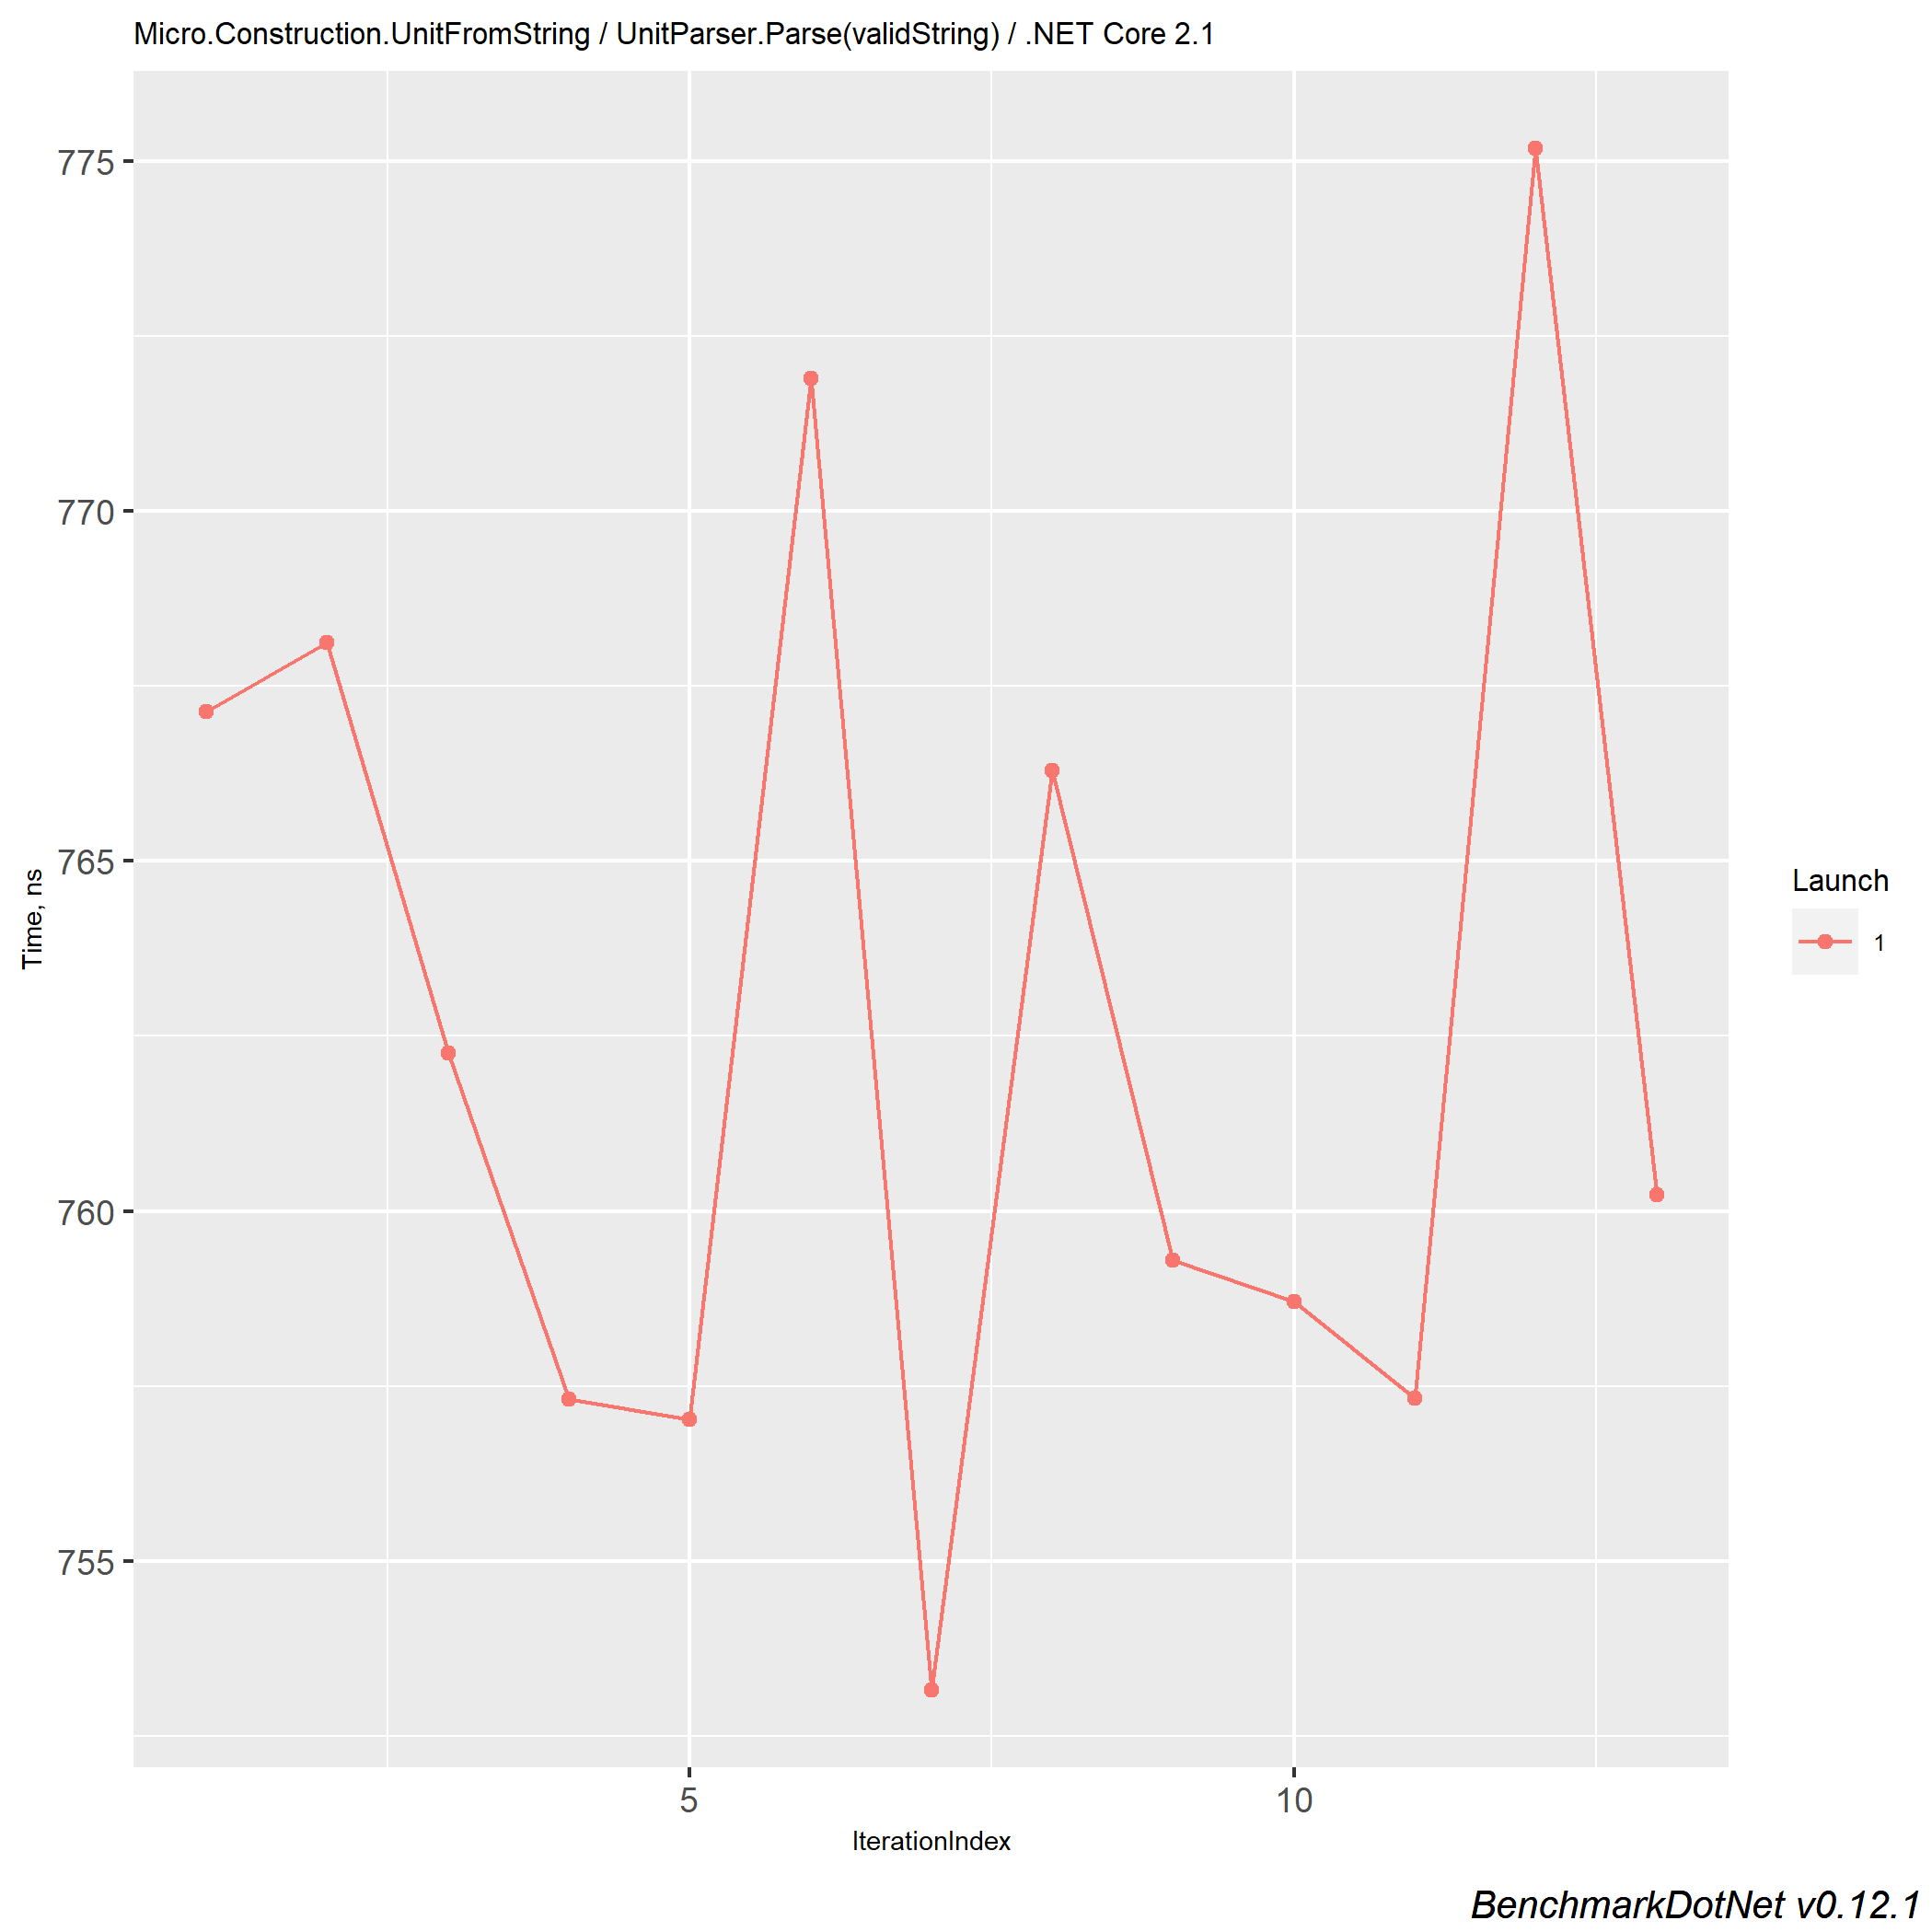 Micro.Construction.UnitFromString / UnitParser.Parse(validString) / .NET Core 2.1
775
770
765
760
755
Time, ns
5
10
IterationIndex
Launch
1
BenchmarkDotNet v0.12.1